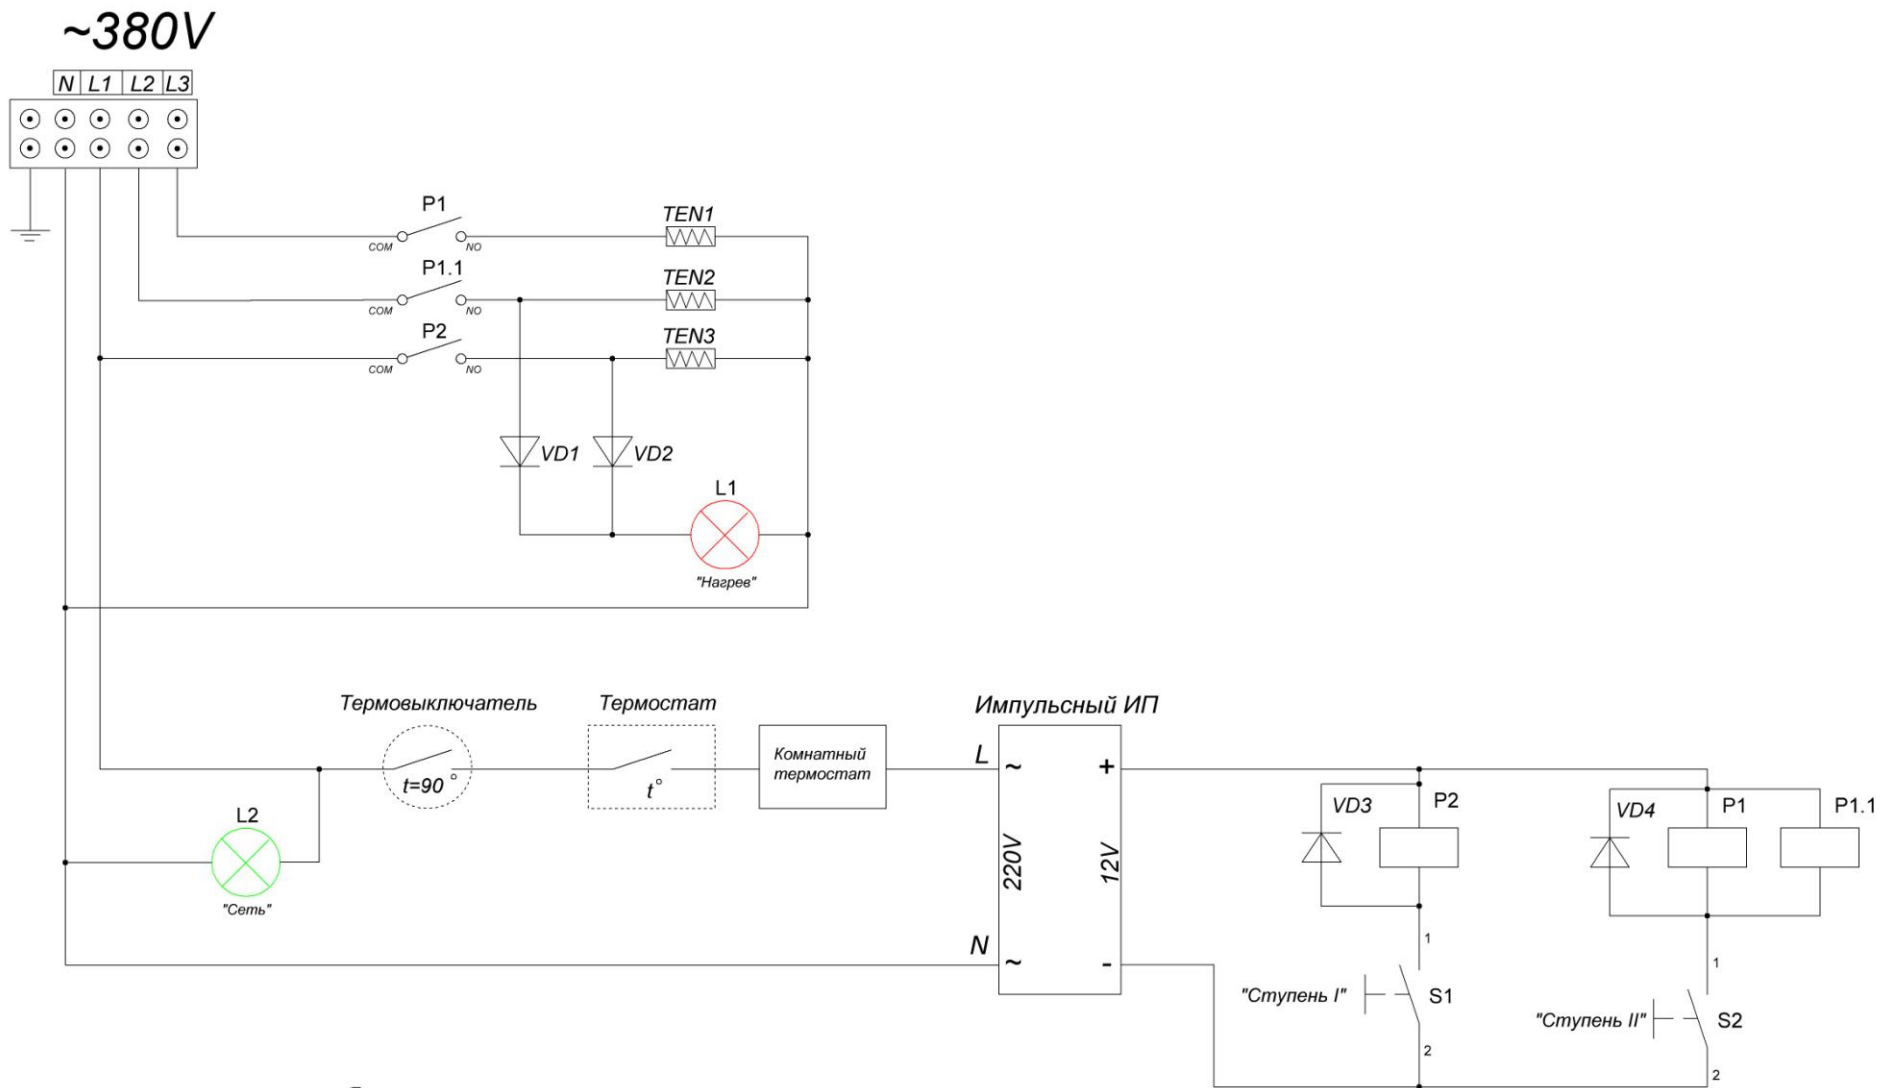 ~380V
N L1 L2 L3
P1
COM NO
TEN1
P1.1
COM NO
TEN2
P2
COM NO
TEN3
VD1
VD2
L1
"Нагрев"
Термовыключатель
t=90°
Термостат
t°
Комнатный
термостат
Импульсный ИП
L ~ +
220V
12V
N ~ -
L2
"Сеть"
VD3
P2
VD4
P1
P1.1
1
"Ступень I"
S1
2
1
"Ступень II"
S2
2